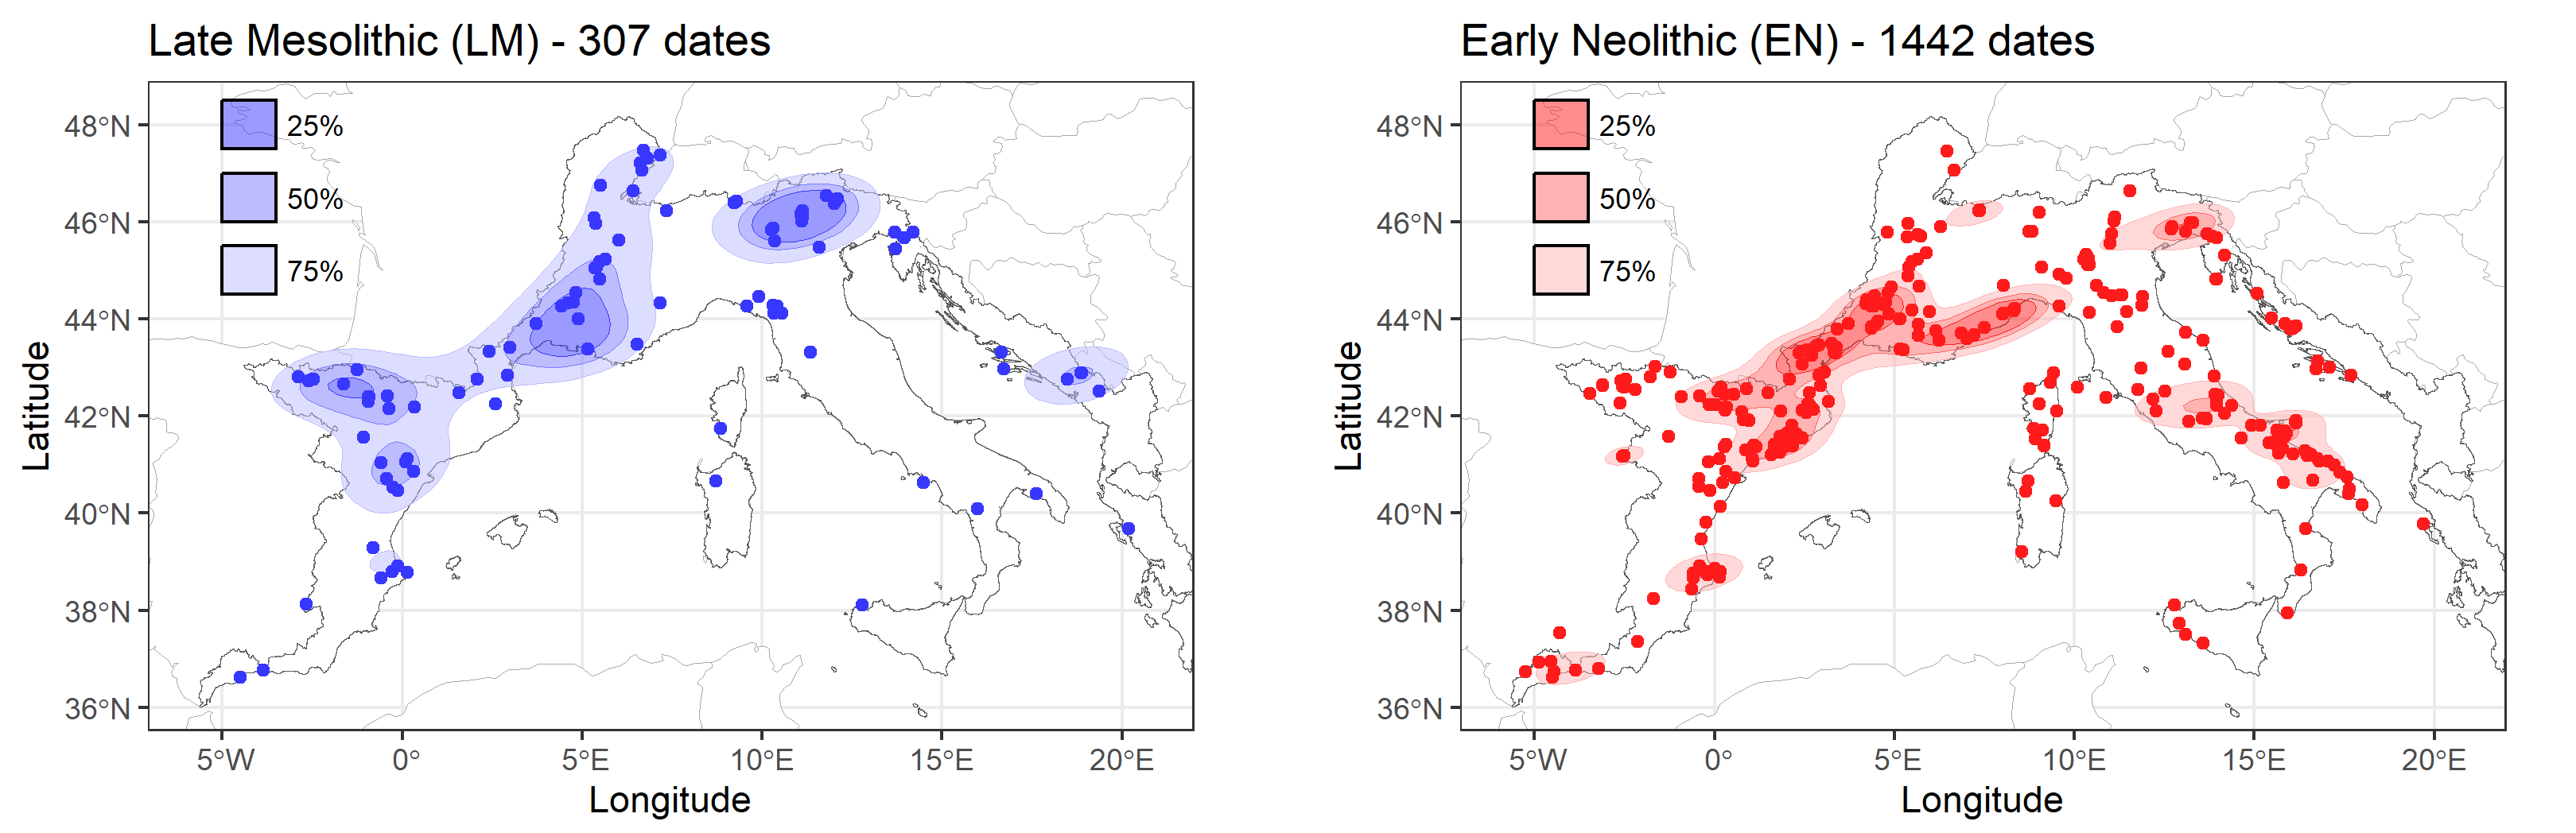 Late Mesolithic (LM) - 307 dates
25%
50%
75%
48°N
46°N
44°N
42°N
40°N
38°N
36°N
Latitude
5°W 0° 5°E 10°E 15°E 20°E
Longitude
Early Neolithic (EN) - 1442 dates
25%
50%
75%
48°N
46°N
44°N
42°N
40°N
38°N
36°N
Latitude
5°W 0° 5°E 10°E 15°E 20°E
Longitude